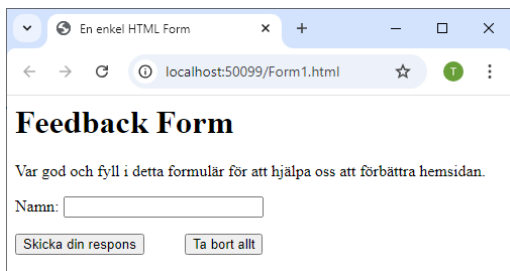 En enkel HTML Form
localhost:50099/Form1.html
T
Feedback Form
Var god och fyll i detta formulär för att hjälpa oss att förbättra hemsidan.
Namn:
Skicka din respons Ta bort allt